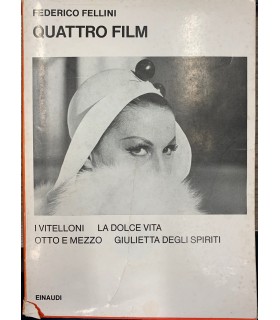 FEDERICO FELLINI
QUATTRO FILM
I VITELLONI LA DOLCE VITA
OTTO E MEZZO GIULIETTA DEGLI SPIRITI
EINAUDI